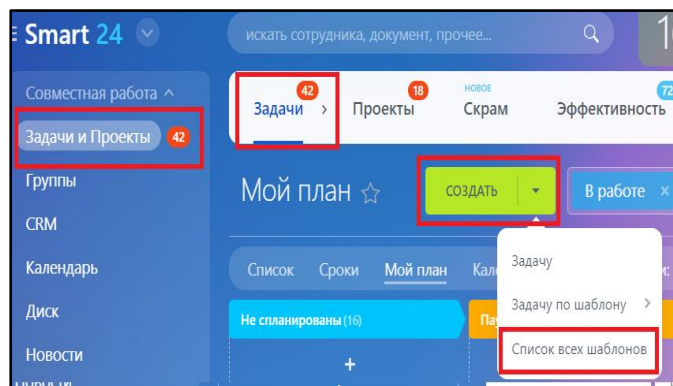 Smart 24
искать сотрудника, документ, прочее...
1
Совместная работа
Задачи и Проекты 42
Группы
CRM
Календарь
Диск
Новости
Задачи 42
Проекты 18
НОВОЕ
Скрам
Эффективность 72
Мой план
СОЗДАТЬ
В работе ×
Список Сроки Мой план
Не спланированы (16)
+
Задачу
Задачу по шаблону
Список всех шаблонов